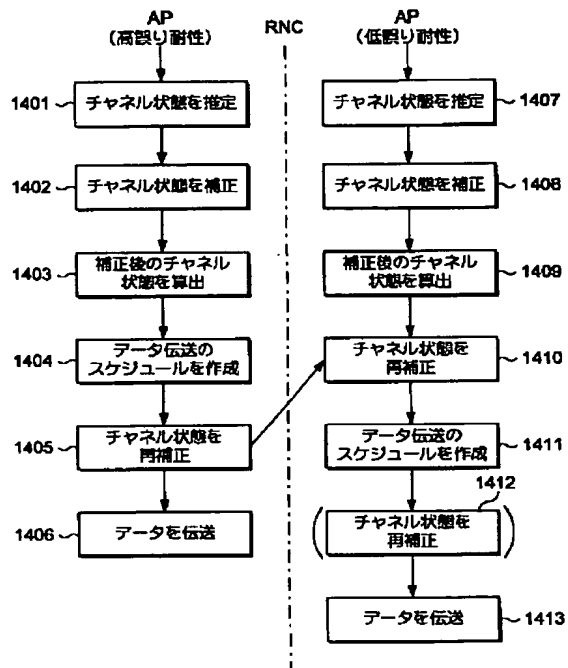 AP
(高誤り耐性)
RNC
AP
(低誤り耐性)
1401
チャネル状態を推定
1402
チャネル状態を補正
1403
補正後のチャネル
状態を算出
1404
データ伝送の
スケジュールを作成
1405
チャネル状態を
再補正
1406
データを伝送
チャネル状態を推定
1407
チャネル状態を補正
1408
補正後のチャネル
状態を算出
1409
チャネル状態を
再補正
1410
データ伝送の
スケジュールを作成
1411
1412
(チャネル状態を
再補正)
データを伝送
1413